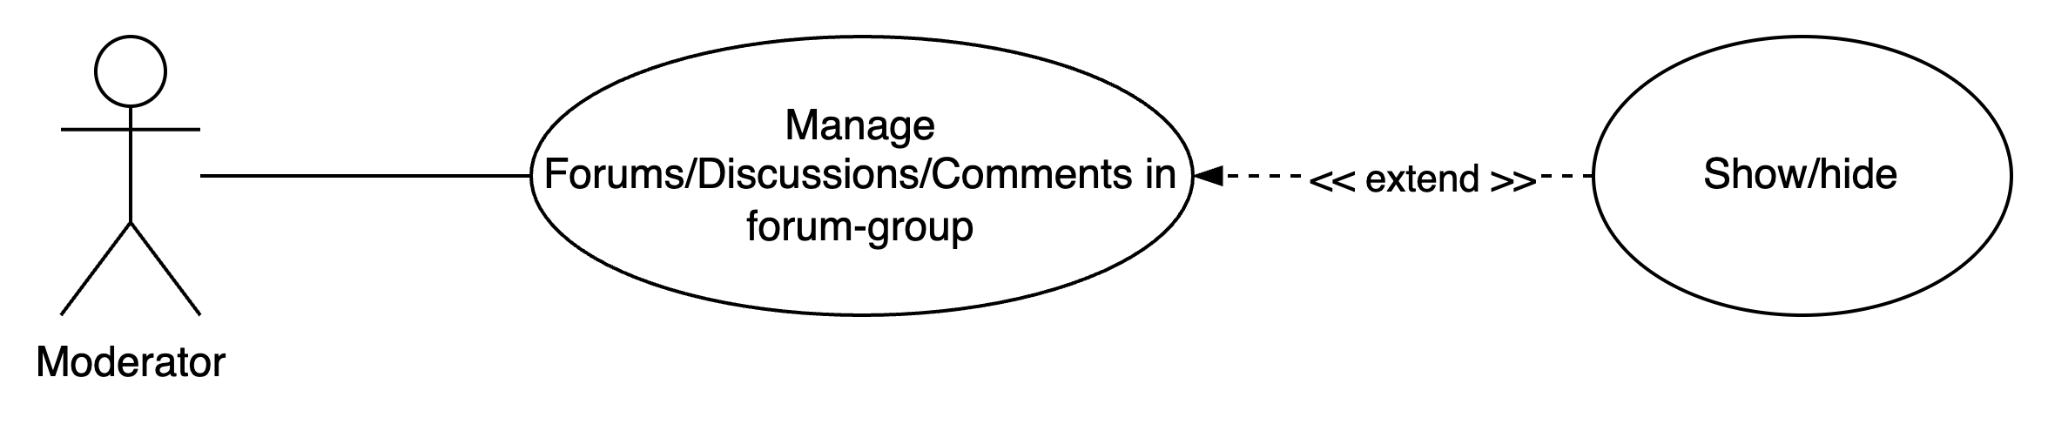 Manage
Forums/Discussions/Comments in
forum-group
<< extend >>
Show/hide
Moderator